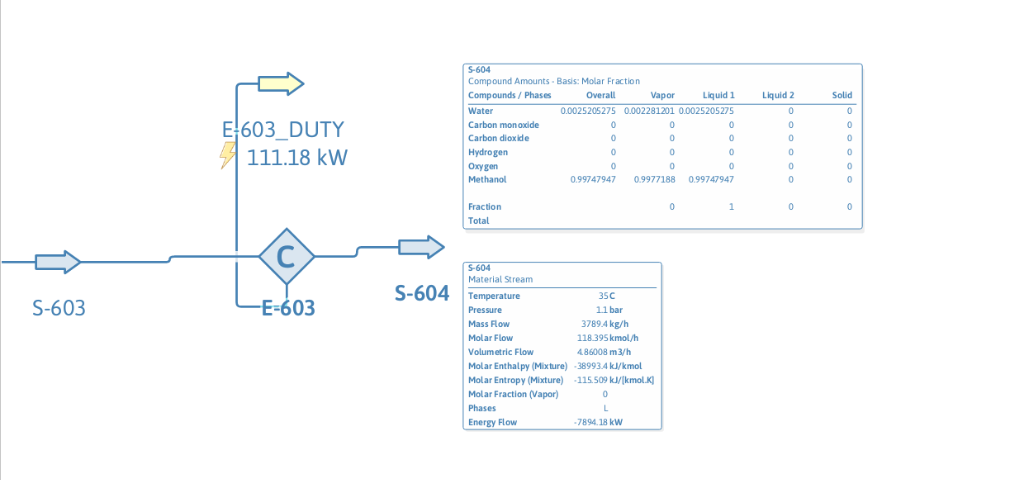 E-603_DUTY
111.18 kW
C
S-603
E-603
S-604
S-604
Compound Amounts - Basis: Molar Fraction
Compounds / Phases Overall Vapor Liquid 1 Liquid 2 Solid
Water 0.0025205275 0.002281201 0.0025205275 0 0
Carbon monoxide 0 0 0 0 0
Carbon dioxide 0 0 0 0 0
Hydrogen 0 0 0 0 0
Oxygen 0 0 0 0 0
Methanol 0.99747947 0.9977188 0.99747947 0 0
Fraction 0 1 0 0
Total
S-604
Material Stream
Temperature 35 C
Pressure 1.1 bar
Mass Flow 3789.4 kg/h
Molar Flow 118.395 kmol/h
Volumetric Flow 4.86008 m3/h
Molar Enthalpy (Mixture) -38993.4 kJ/kmol
Molar Entropy (Mixture) -115.509 kJ/[kmol.K]
Molar Fraction (Vapor) 0
Phases L
Energy Flow -7894.18 kW